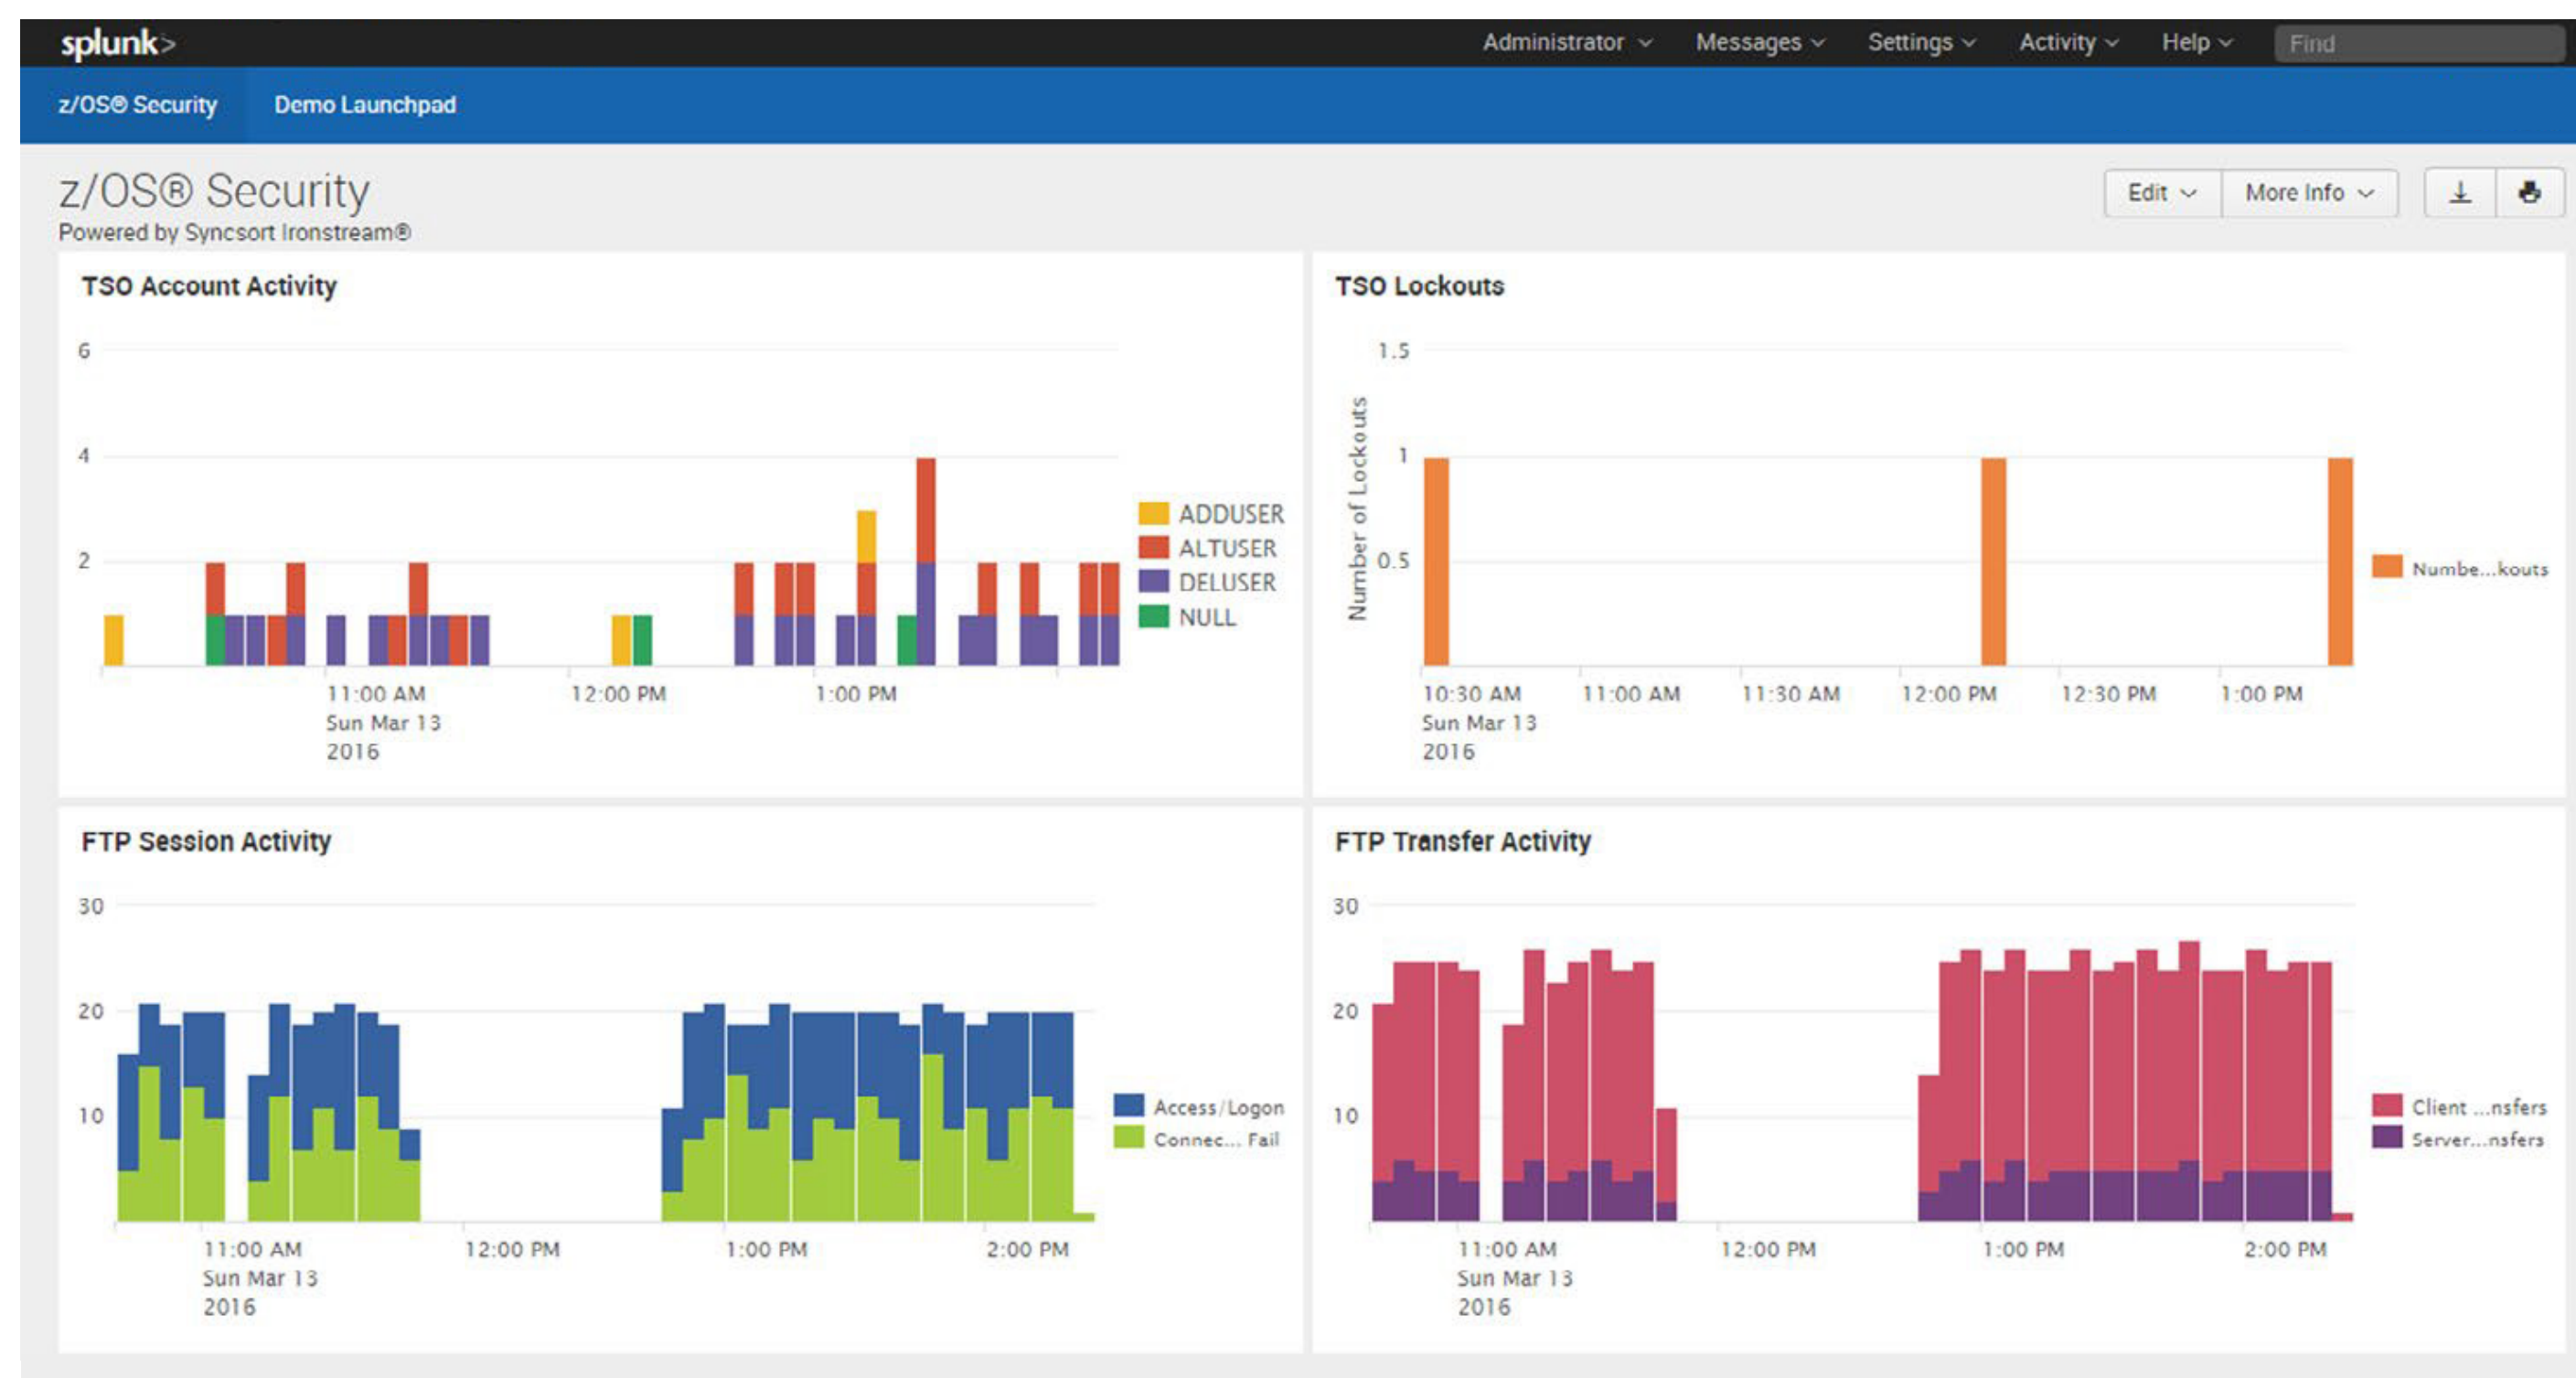 splunk>
Administrator Messages Settings Activity Help Find
z/OS® Security Demo Launchpad
z/OS® Security
Edit More Info
Powered by Syncsort Ironstream®
TSO Account Activity
6
4
2
ADDUSER
ALTUSER
DELUSER
NULL
11:00 AM 12:00 PM 1:00 PM
Sun Mar 13
2016
TSO Lockouts
Number of Lockouts
1.5
1
0.5
Numbe...kouts
10:30 AM 11:00 AM 11:30 AM 12:00 PM 12:30 PM 1:00 PM
Sun Mar 13
2016
FTP Session Activity
30
20
10
Access/Logon
Connec... Fail
11:00 AM 12:00 PM 1:00 PM 2:00 PM
Sun Mar 13
2016
FTP Transfer Activity
30
20
10
Client ...nsfers
Server...nsfers
11:00 AM 12:00 PM 1:00 PM 2:00 PM
Sun Mar 13
2016